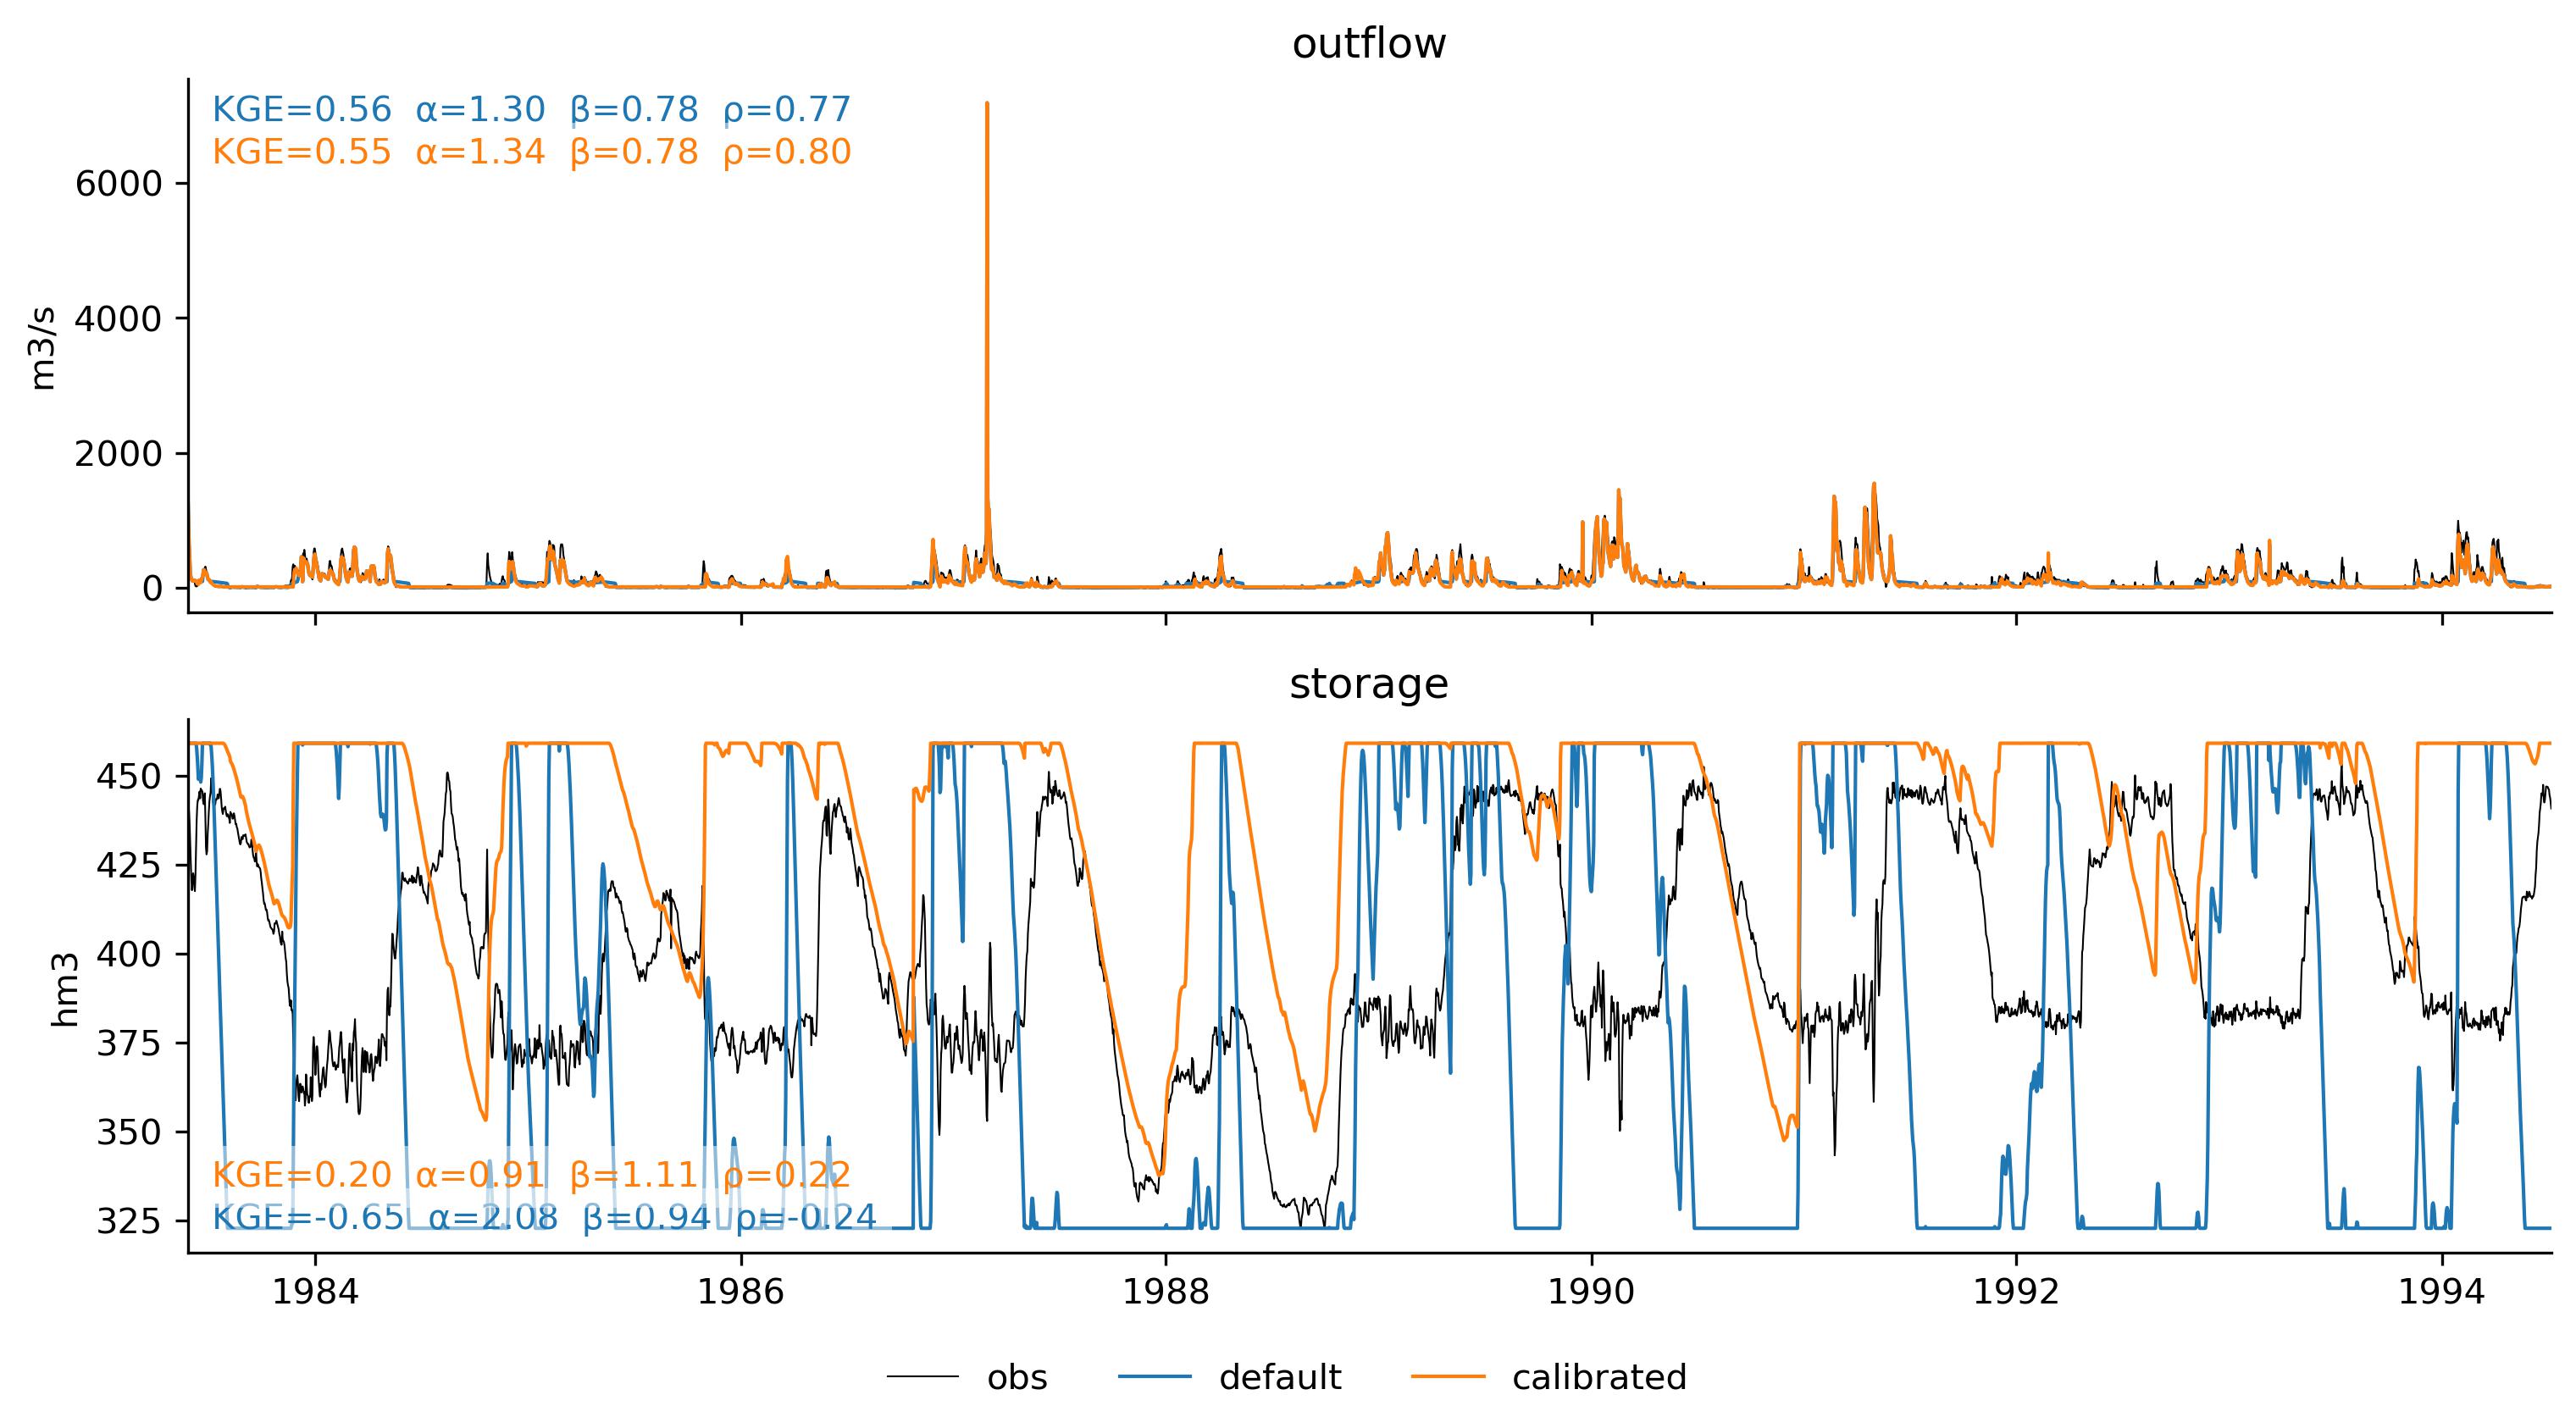 outflow
KGE=0.56 α=1.30 β=0.78 ρ=0.77
KGE=0.55 α=1.34 β=0.78 ρ=0.80
6000
4000
2000
0
m3/s
storage
450
425
400
375
350
325
hm3
KGE=0.20 α=0.91 β=1.11 ρ=0.22
KGE=-0.65 α=2.08 β=0.94 ρ=-0.24
1984 1986 1988 1990 1992 1994
obs default calibrated